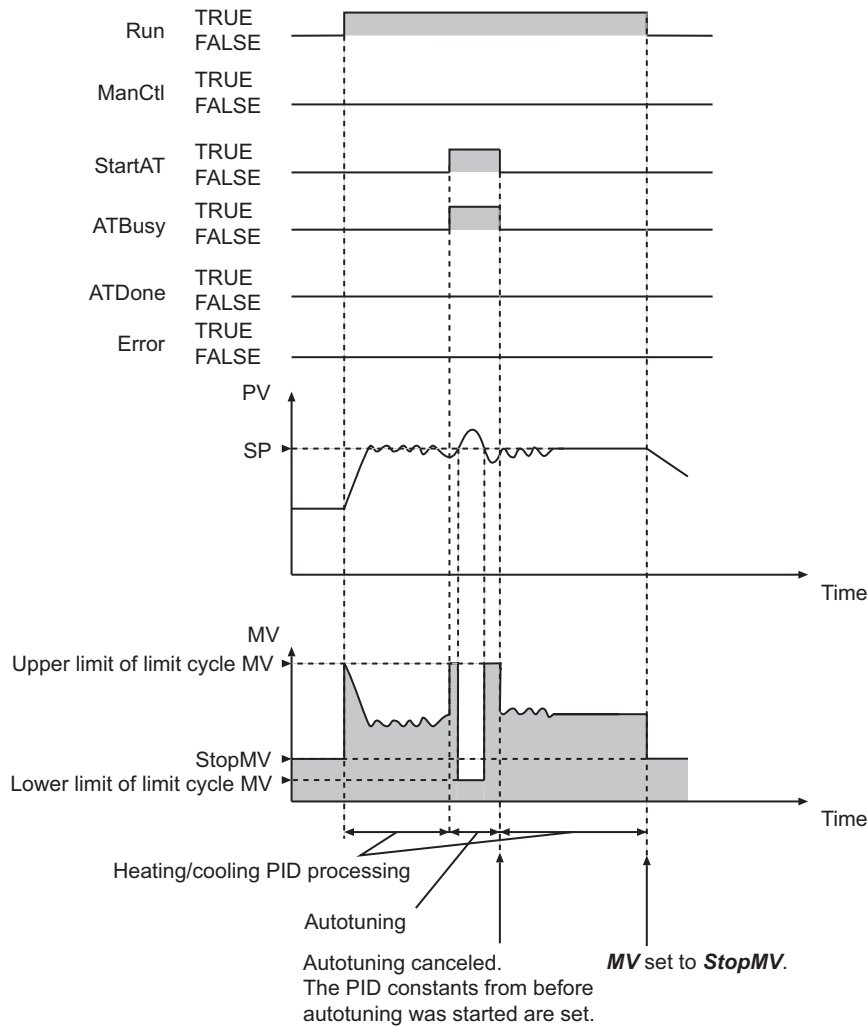 Run TRUE
FALSE
ManCtl TRUE
FALSE
StartAT TRUE
FALSE
ATBusy TRUE
FALSE
ATDone TRUE
FALSE
Error TRUE
FALSE
PV
SP
Time
MV
Upper limit of limit cycle MV
StopMV
Lower limit of limit cycle MV
Time
Heating/cooling PID processing
Autotuning
Autotuning canceled.
The PID constants from before
autotuning was started are set.
MV set to StopMV.